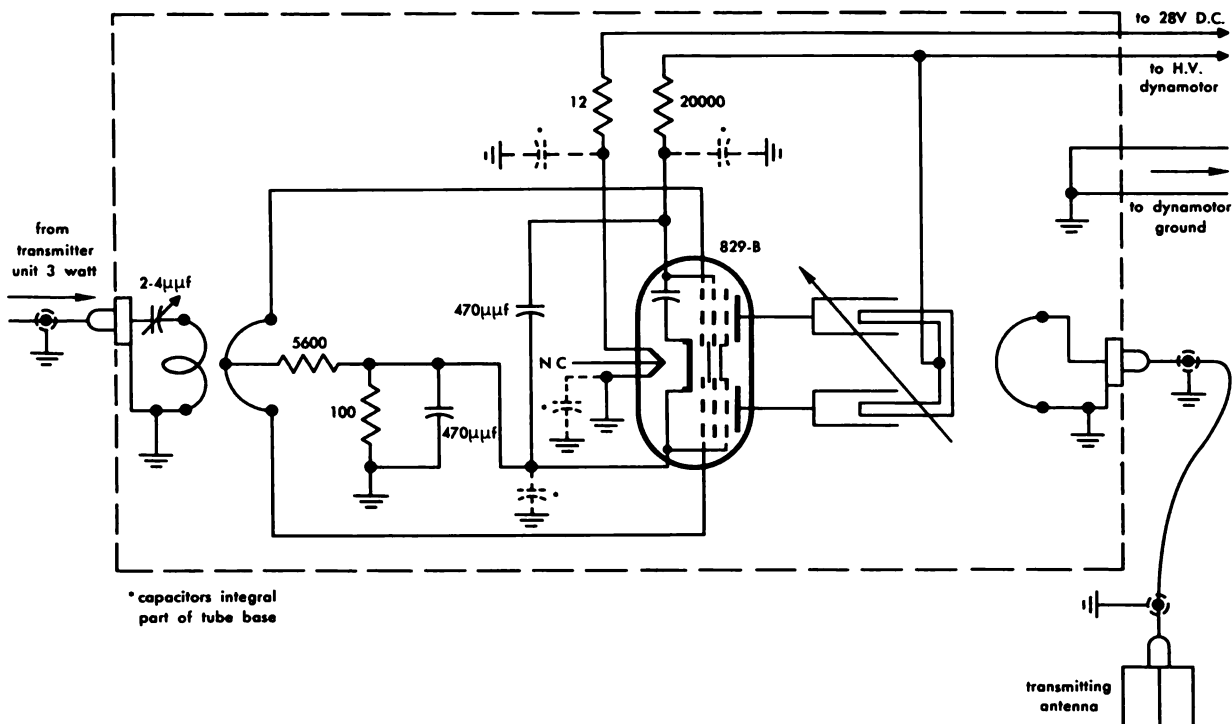 to 28V D.C.
to H.V.
dynamotor
12
20000
to dynamotor
ground
from
transmitter
unit 3 watt
2-4μμf
829-B
470μμf
5600
N C
100
470μμf
* capacitors integral
part of tube base
transmitting
antenna